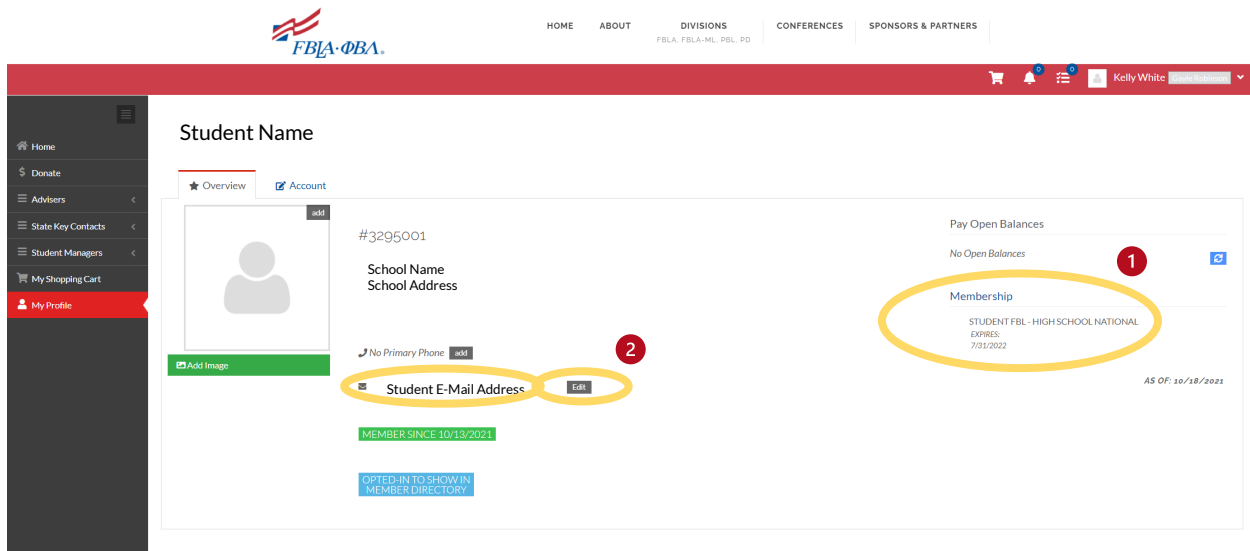 FBLA·ΦBΛ®
HOME ABOUT DIVISIONS CONFERENCES SPONSORS & PARTNERS
FBLA, FBLA-ML, PBL, PD
0 0 Kelly White Gayle Robinson
Student Name
Home
$ Donate
Advisers
State Key Contacts
Student Managers
My Shopping Cart
My Profile
Overview Account
add
#3295001
School Name
School Address
No Primary Phone add
2
Add Image
Student E-Mail Address Edit
MEMBER SINCE 10/13/2021
OPTED-IN TO SHOW IN
MEMBER DIRECTORY
Pay Open Balances
No Open Balances
1
Membership
STUDENT FBL - HIGH SCHOOL NATIONAL
EXPIRES:
7/31/2022
AS OF: 10/18/2021